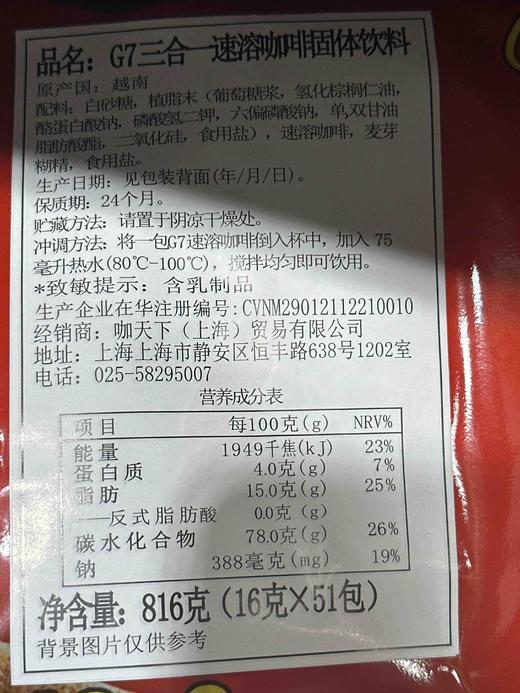 品名：G7三合一速溶咖啡固体饮料
原产国：越南
配料：白砂糖，植脂末（葡萄糖浆，氢化棕榈仁油，
酪蛋白酸钠，磷酸氢二钾，六偏磷酸钠，单,双甘油
脂肪酸酯，二氧化硅，食用盐），速溶咖啡，麦芽
糊精，食用盐。
生产日期：见包装背面(年/月/日)。
保质期：24个月。
贮藏方法：请置于阴凉干燥处。
冲调方法：将一包G7速溶咖啡倒入杯中，加入 75
毫升热水(80℃-100℃)，搅拌均匀即可饮用。
*致敏提示：含乳制品
生产企业在华注册编号:CVNM29012112210010
经销商：咖天下（上海）贸易有限公司
地址：上海上海市静安区恒丰路638号1202室
电话：025-58295007
营养成分表
项目 每100克(g) NRV%
能量 1949千焦(kJ) 23%
蛋白质 4.0克(g) 7%
脂肪 15.0克(g) 25%
——反式脂肪酸 0.0克(g)
碳水化合物 78.0克(g) 26%
钠 388毫克(mg) 19%
净含量：816克（16克×51包）
背景图片仅供参考